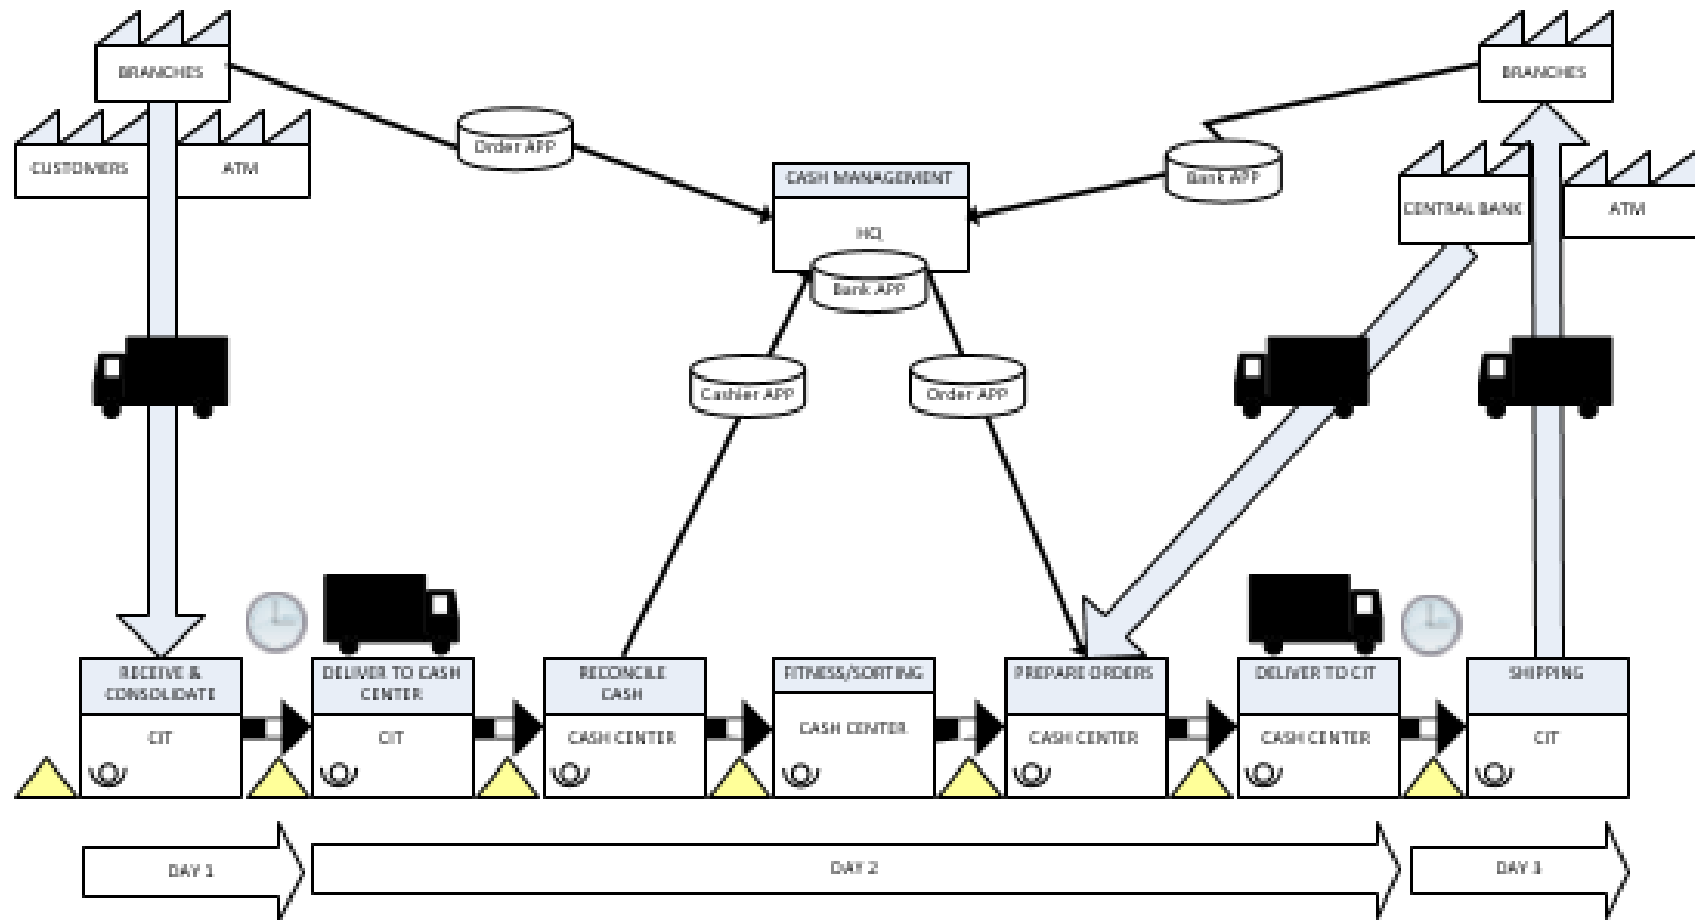 BRANCHES
BRANCHES
CUSTOMERS
ATM
Order APP
CASH MANAGEMENT
HQ
Bank APP
Bank APP
CENTRAL BANK
ATM
Cashier APP
Order APP
RECEIVE &
CONSOLIDATE
CIT
DELIVER TO CASH
CENTER
CIT
RECONCILE
CASH
CASH CENTER
FITNESS/SORTING
CASH CENTER
PREPARE ORDERS
CASH CENTER
DELIVER TO CIT
CASH CENTER
SHIPPING
CIT
DAY 1
DAY 2
DAY 3